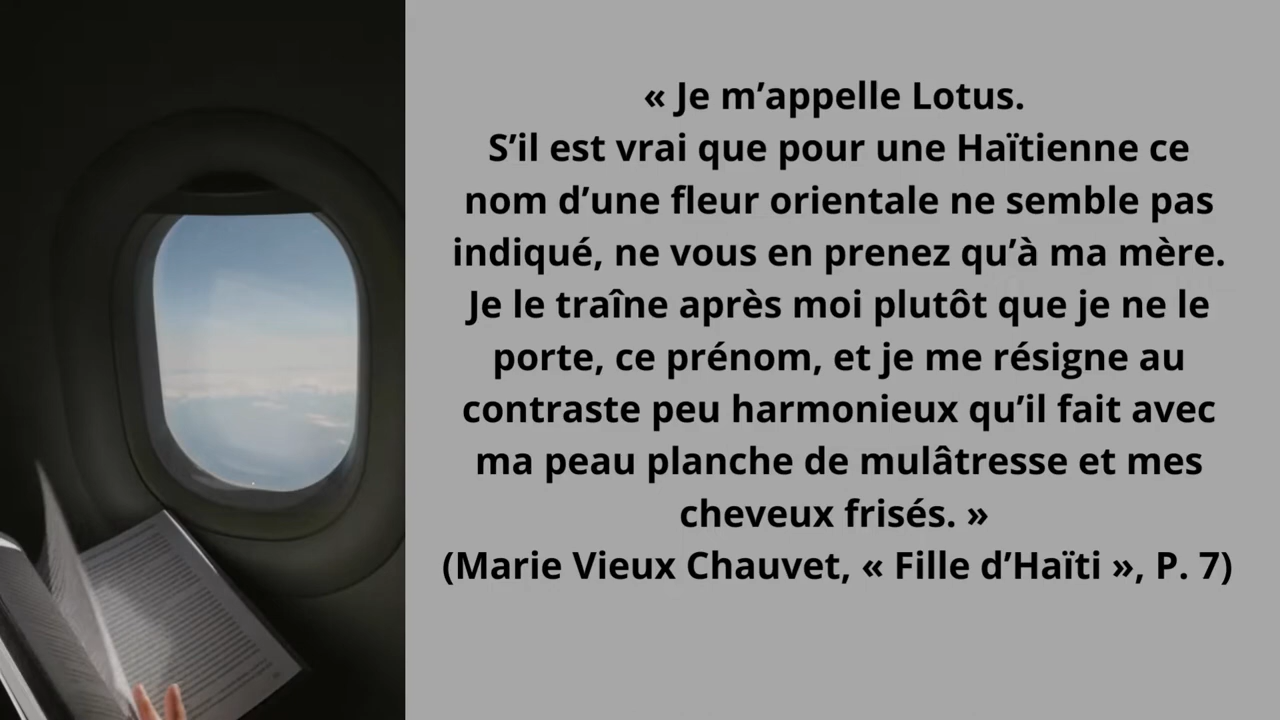 « Je m’appelle Lotus.
S’il est vrai que pour une Haïtienne ce
nom d’une fleur orientale ne semble pas
indiqué, ne vous en prenez qu’à ma mère.
Je le traîne après moi plutôt que je ne le
porte, ce prénom, et je me résigne au
contraste peu harmonieux qu’il fait avec
ma peau planche de mulâtresse et mes
cheveux frisés. »
(Marie Vieux Chauvet, « Fille d’Haïti », P. 7)